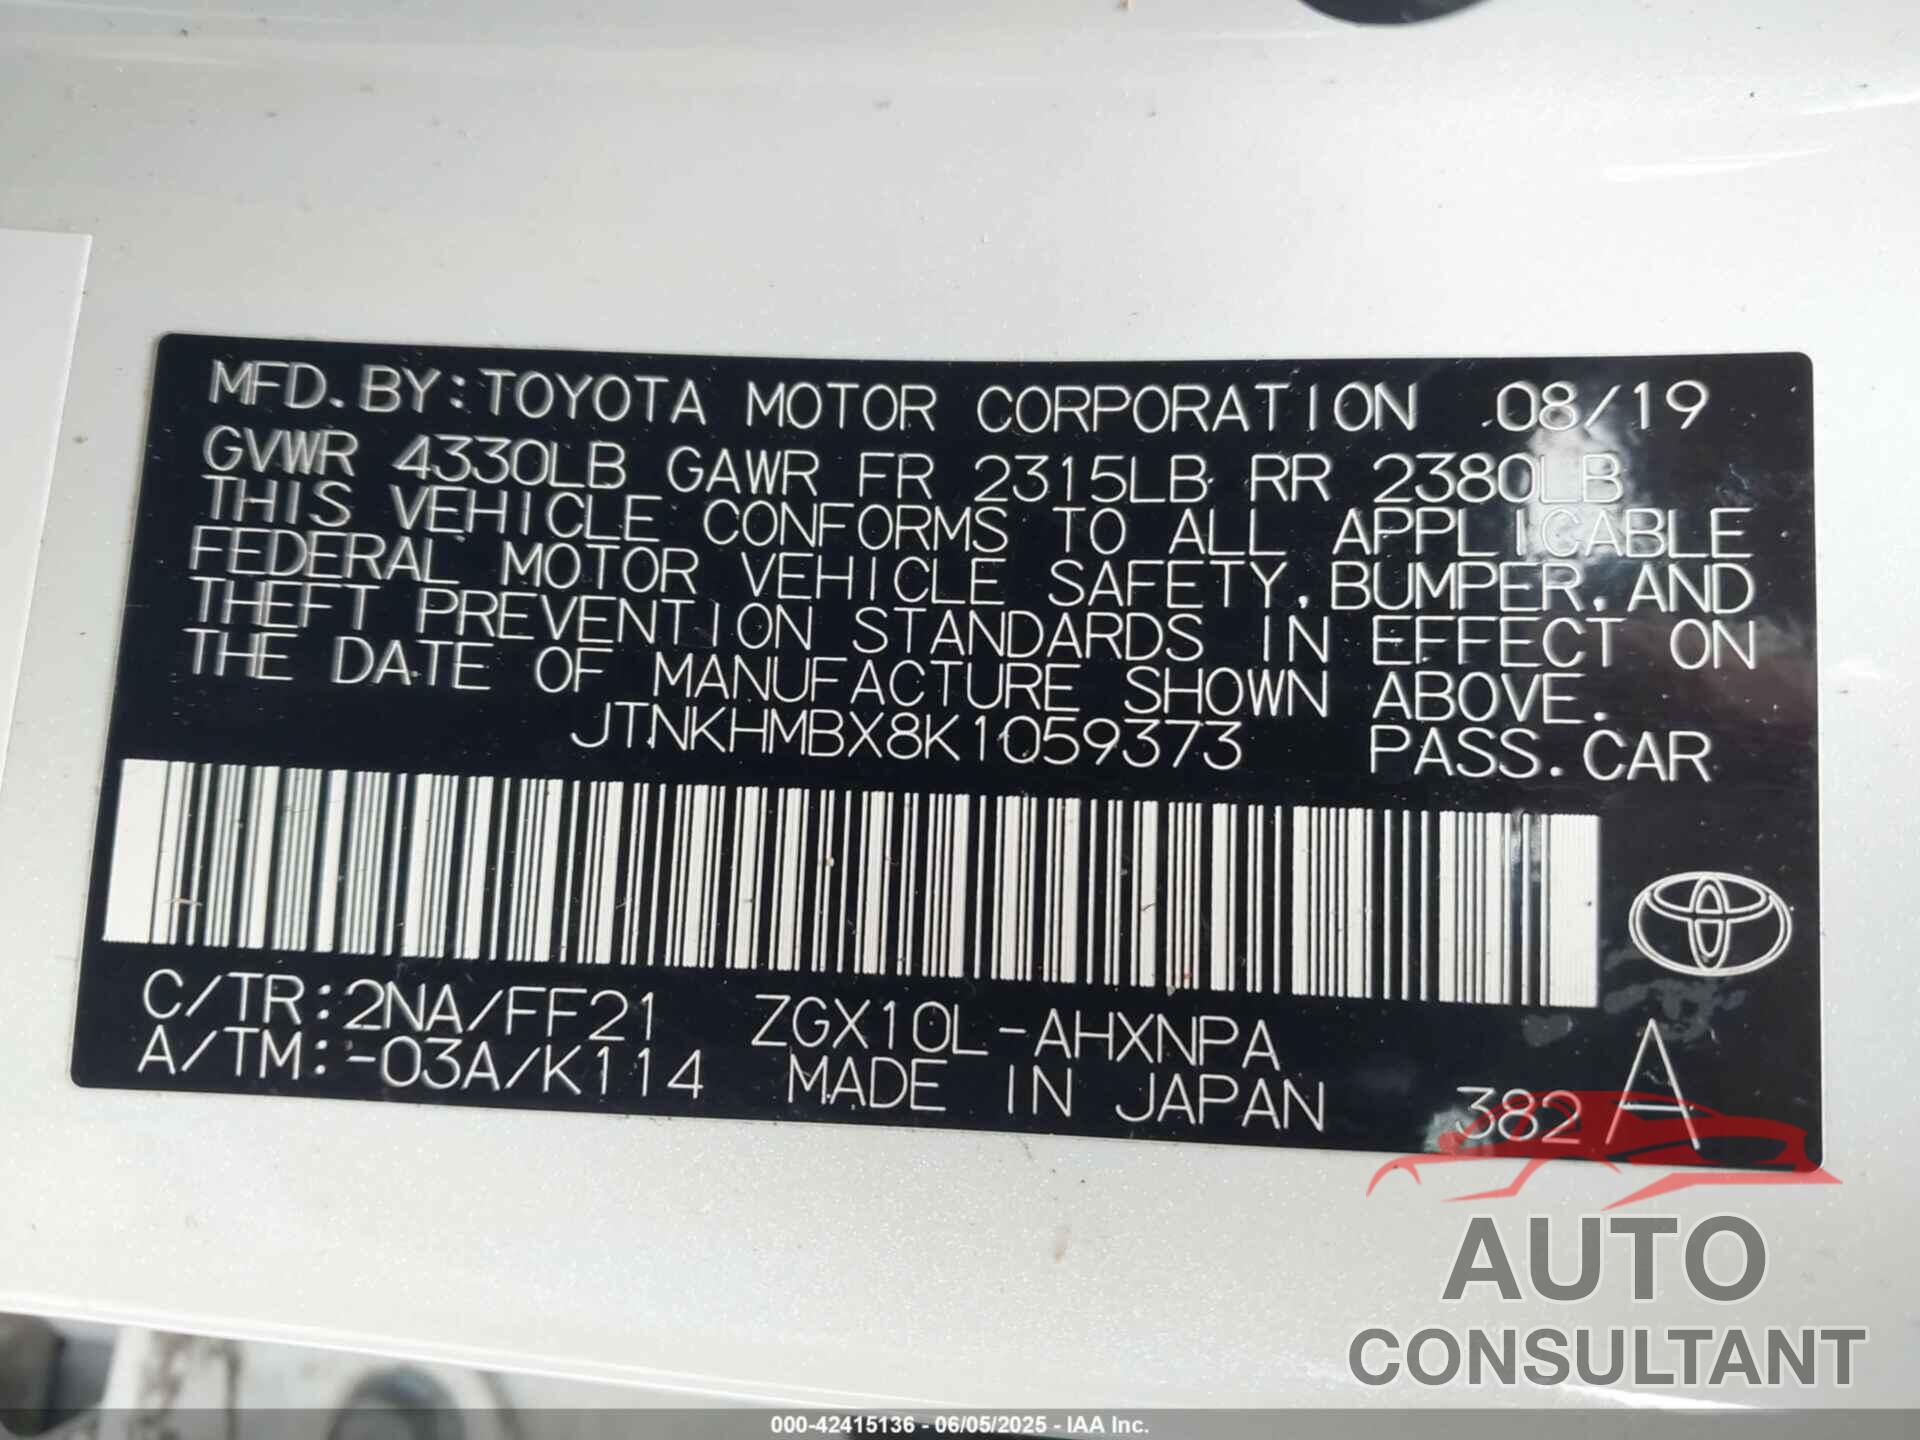 MFD. BY: TOYOTA MOTOR CORPORATION 08/19
GVWR 4330LB GAWR FR 2315LB RR 2380LB
THIS VEHICLE CONFORMS TO ALL APPLICABLE
FEDERAL MOTOR VEHICLE SAFETY, BUMPER, AND
THEFT PREVENTION STANDARDS IN EFFECT ON
THE DATE OF MANUFACTURE SHOWN ABOVE.
JTNKHMBX8K1059373 PASS. CAR
C/TR: 2NA/FF21 ZGX10L-AHXNPA
A/TM: -03A/K114 MADE IN JAPAN 382 A
AUTO
CONSULTANT
000-42415136 - 06/05/2025 - IAA Inc.